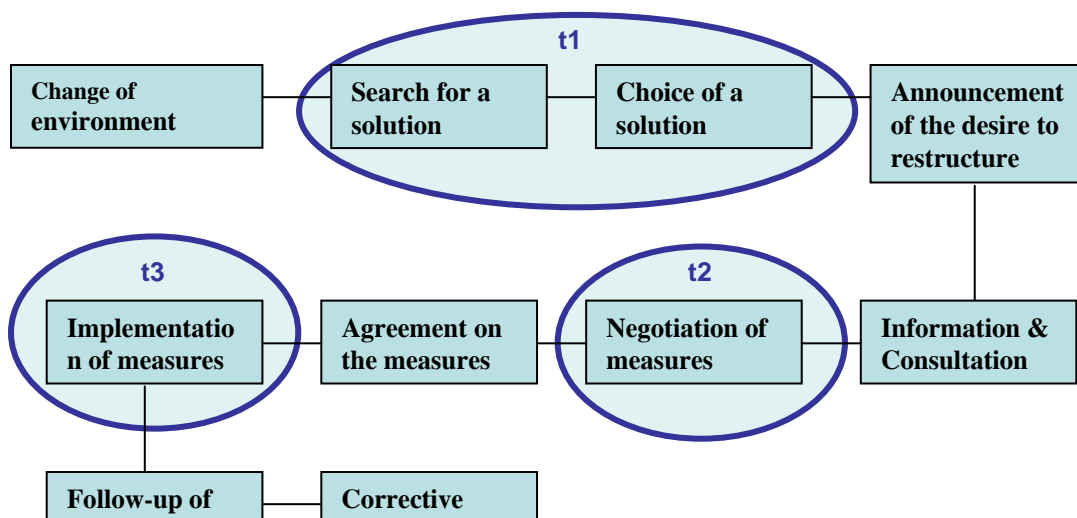 t1
Change of
environment
Search for a
solution
Choice of a
solution
Announcement
of the desire to
restructure
t3
t2
Implementatio
n of measures
Agreement on
the measures
Negotiation of
measures
Information &
Consultation
Follow-up of
Corrective